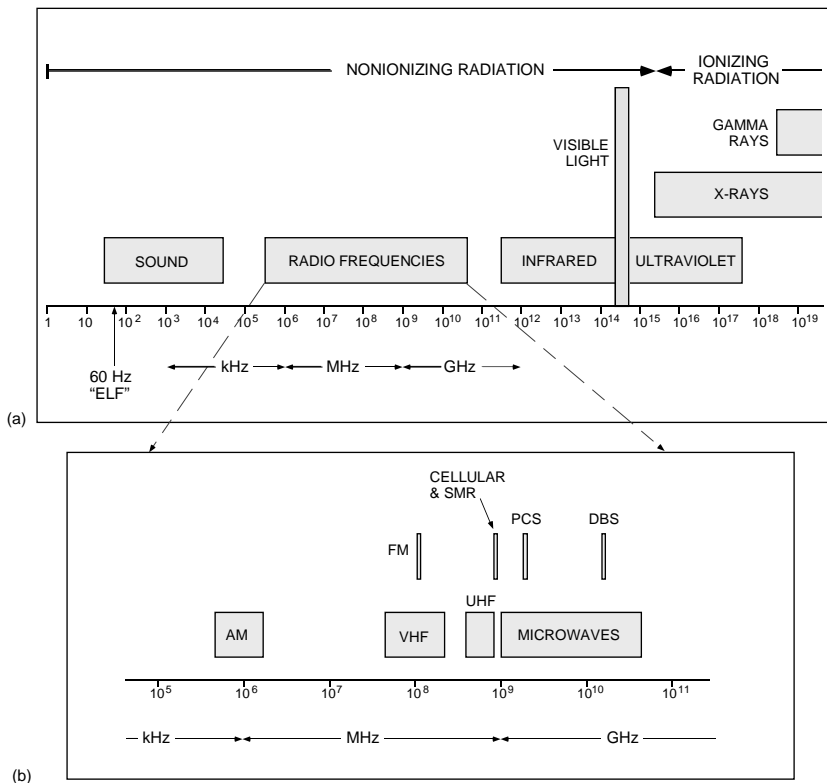 NONIONIZING RADIATION
IONIZING
RADIATION
GAMMA
RAYS
VISIBLE
LIGHT
X-RAYS
SOUND
RADIO FREQUENCIES
INFRARED
ULTRAVIOLET
1 10 10² 10³ 10⁴ 10⁵ 10⁶ 10⁷ 10⁸ 10⁹ 10¹⁰ 10¹¹ 10¹² 10¹³ 10¹⁴ 10¹⁵ 10¹⁶ 10¹⁷ 10¹⁸ 10¹⁹
kHz MHz GHz
60 Hz
“ELF”
(a)
CELLULAR
& SMR
PCS
DBS
FM
UHF
AM
VHF
MICROWAVES
10⁵ 10⁶ 10⁷ 10⁸ 10⁹ 10¹⁰ 10¹¹
kHz MHz GHz
(b)